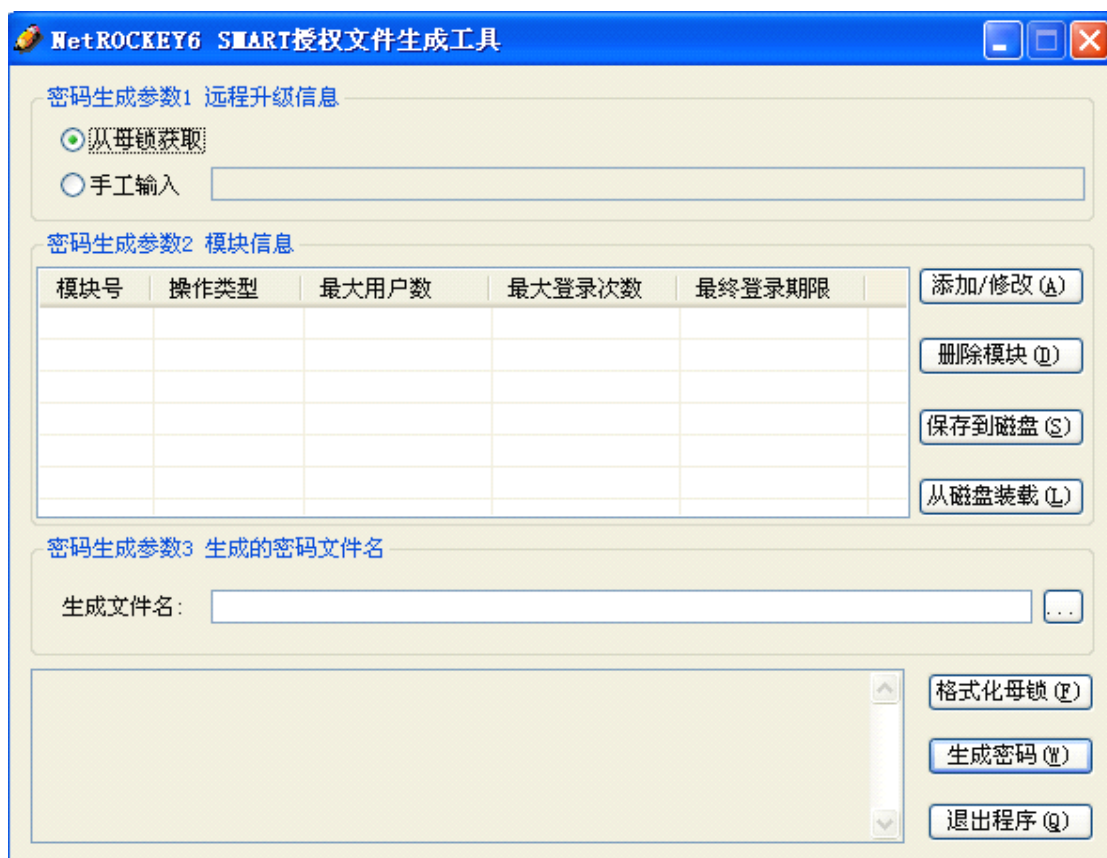 NetROCKEY6 SMART授权文件生成工具
密码生成参数1 远程升级信息
从母锁获取
手工输入
密码生成参数2 模块信息
模块号 操作类型 最大用户数 最大登录次数 最终登录期限
添加/修改(A)
删除模块(D)
保存到磁盘(S)
从磁盘装载(L)
密码生成参数3 生成的密码文件名
生成文件名: ...
格式化母锁(F)
生成密码(W)
退出程序(Q)